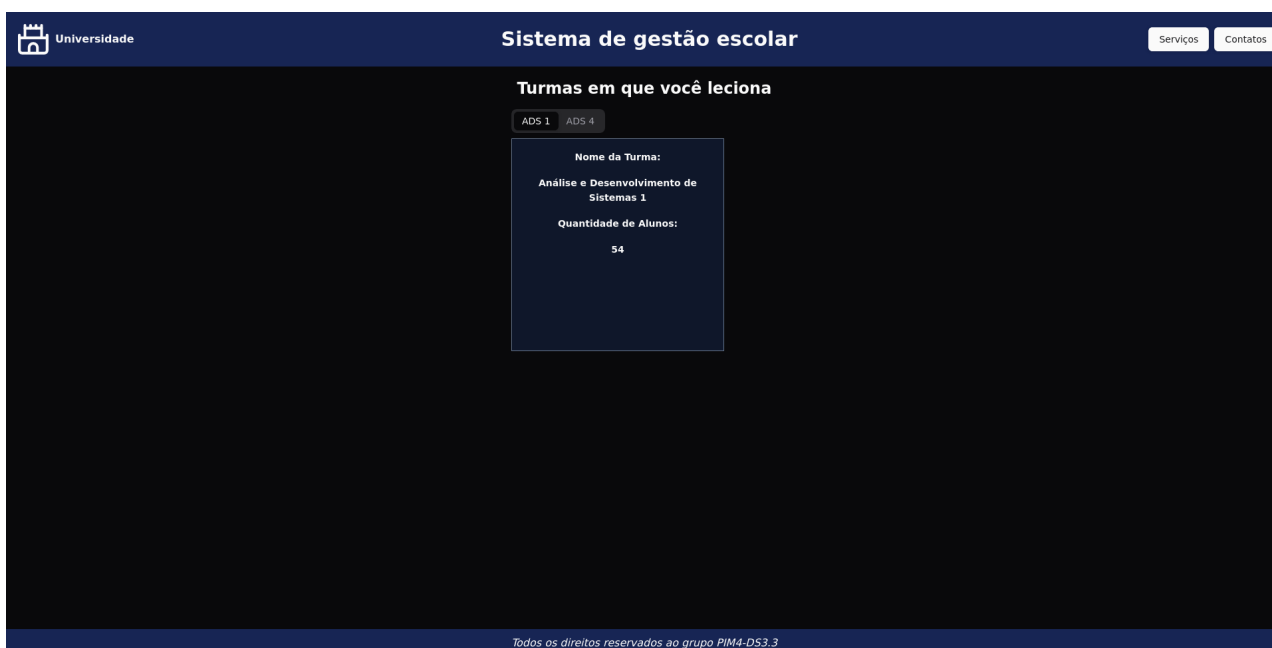 Universidade
Sistema de gestão escolar
Serviços
Contatos
Turmas em que você leciona
ADS 1
ADS 4
Nome da Turma:
Análise e Desenvolvimento de
Sistemas 1
Quantidade de Alunos:
54
Todos os direitos reservados ao grupo PIM4-DS3.3